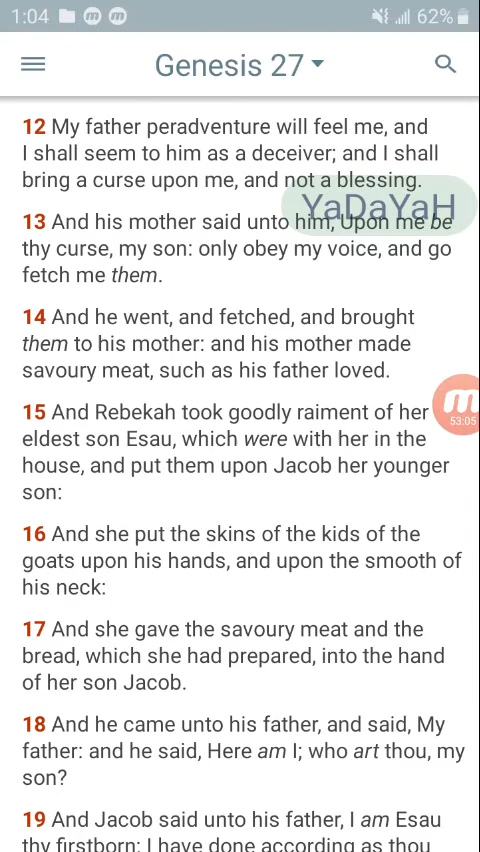 1:04 62%
Genesis 27
12 My father peradventure will feel me, and
I shall seem to him as a deceiver; and I shall
bring a curse upon me, and not a blessing.
YaDaYaH
13 And his mother said unto him, Upon me be
thy curse, my son: only obey my voice, and go
fetch me them.
14 And he went, and fetched, and brought
them to his mother: and his mother made
savoury meat, such as his father loved.
15 And Rebekah took goodly raiment of her
m
53:05
eldest son Esau, which were with her in the
house, and put them upon Jacob her younger
son:
16 And she put the skins of the kids of the
goats upon his hands, and upon the smooth of
his neck:
17 And she gave the savoury meat and the
bread, which she had prepared, into the hand
of her son Jacob.
18 And he came unto his father, and said, My
father: and he said, Here am I; who art thou, my
son?
19 And Jacob said unto his father, I am Esau
thy firstborn; I have done according as thou